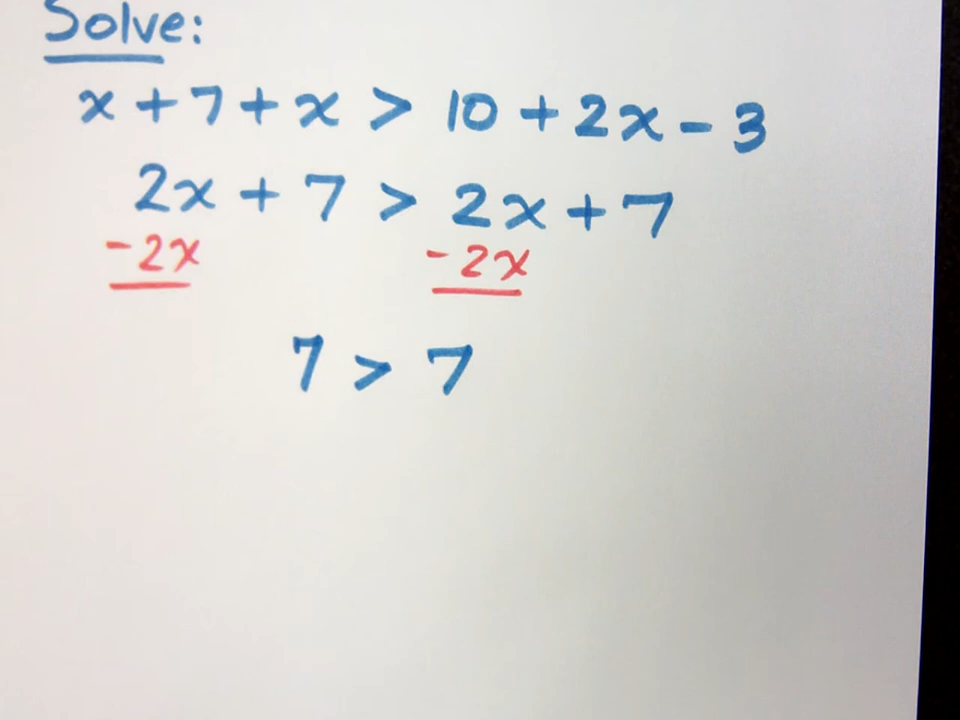 Solve:
x + 7 + x > 10 + 2x - 3
2x + 7 > 2x + 7
-2x -2x
7 > 7